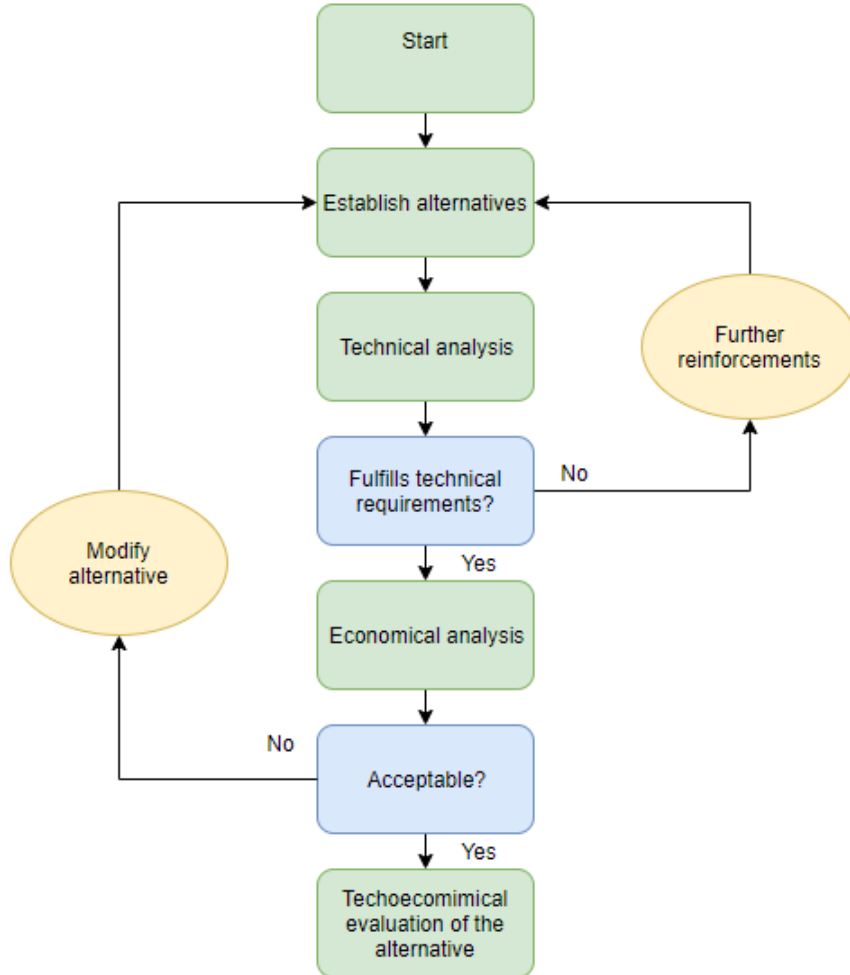 Start
Establish alternatives
Technical analysis
Further
reinforcements
Fulfills technical
requirements?
No
Yes
Modify
alternative
Economical analysis
No
Acceptable?
Yes
Techoecomimical
evaluation of the
alternative